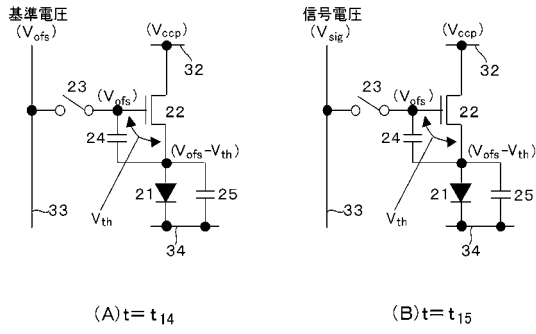 基準電圧
(Vofs)
(Vccp)
32
23
(Vofs)
22
24
(Vofs-Vth)
21
25
Vth
33
34
(A)t=t14
信号電圧
(Vsig)
(Vccp)
32
23
(Vofs)
22
24
(Vofs-Vth)
21
25
Vth
33
34
(B)t=t15